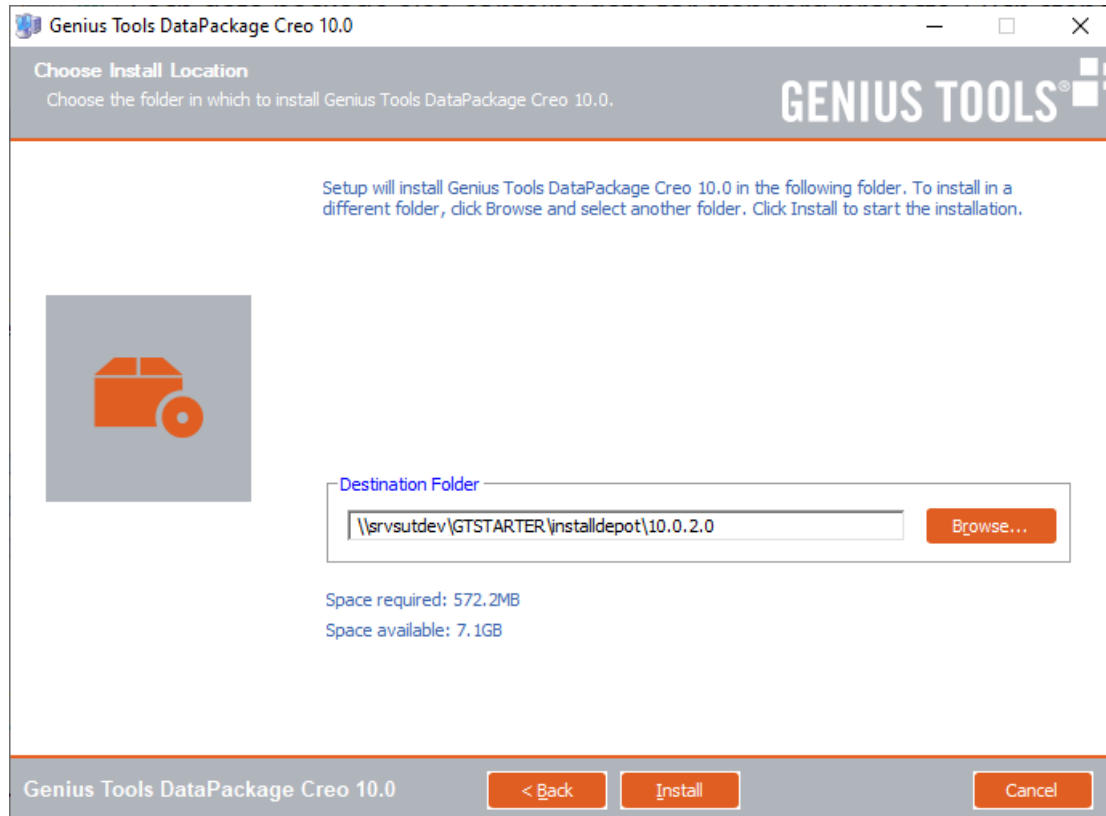 Genius Tools DataPackage Creo 10.0
Choose Install Location
Choose the folder in which to install Genius Tools DataPackage Creo 10.0.
GENIUS TOOLS®
Setup will install Genius Tools DataPackage Creo 10.0 in the following folder. To install in a
different folder, click Browse and select another folder. Click Install to start the installation.
Destination Folder
\\srvsutdev\GTSTARTER\installdepot\10.0.2.0
Browse...
Space required: 572.2MB
Space available: 7.1GB
Genius Tools DataPackage Creo 10.0
< Back
Install
Cancel